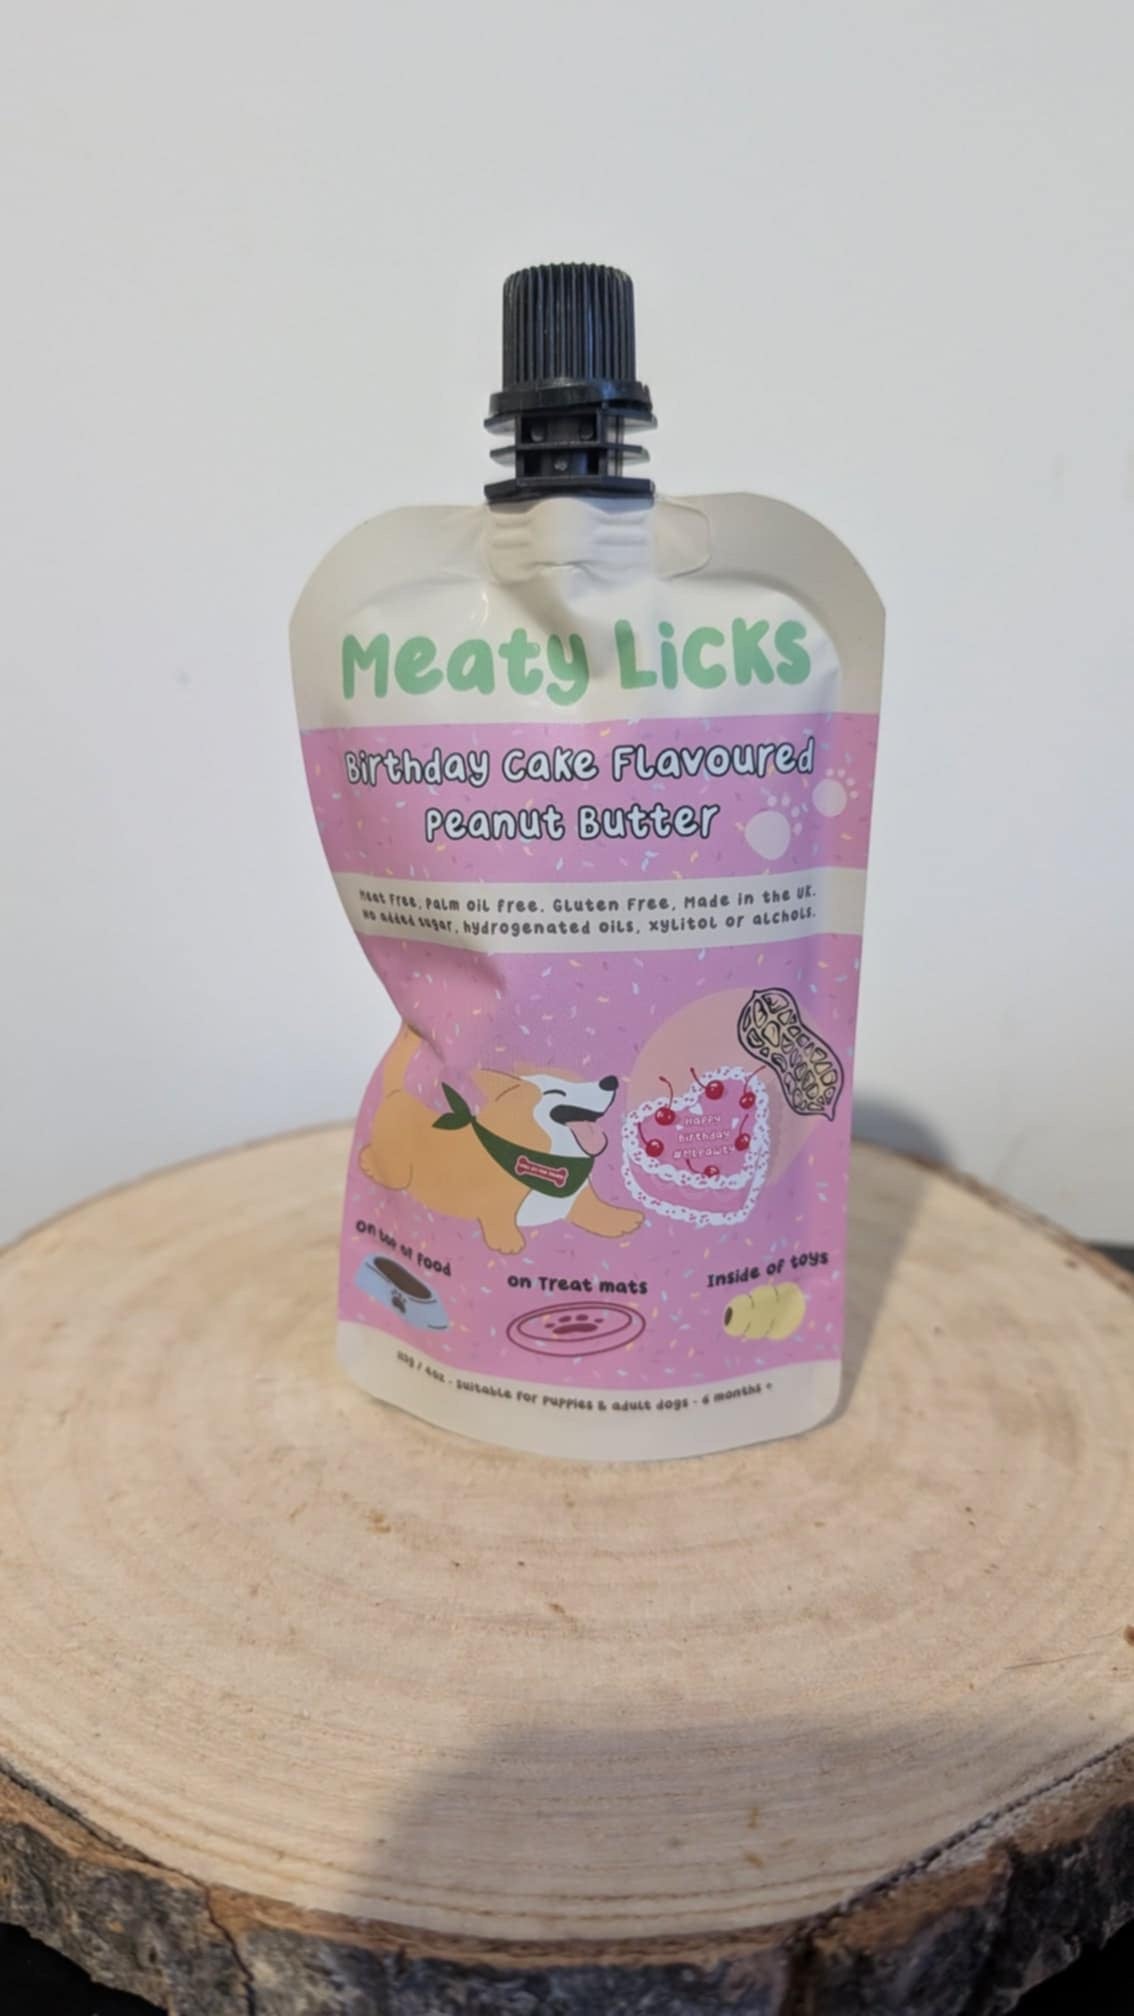 Meaty Licks
Birthday Cake Flavoured
Peanut Butter
Meat Free, Palm oil free. Gluten Free, Made in the UK.
No added sugar, hydrogenated oils, xylitol or alchols.
Happy
Birthday
#MLPawty
On top of food
on Treat mats
Inside of toys
/ 4oz - suitable for puppies & adult dogs - 6 months +